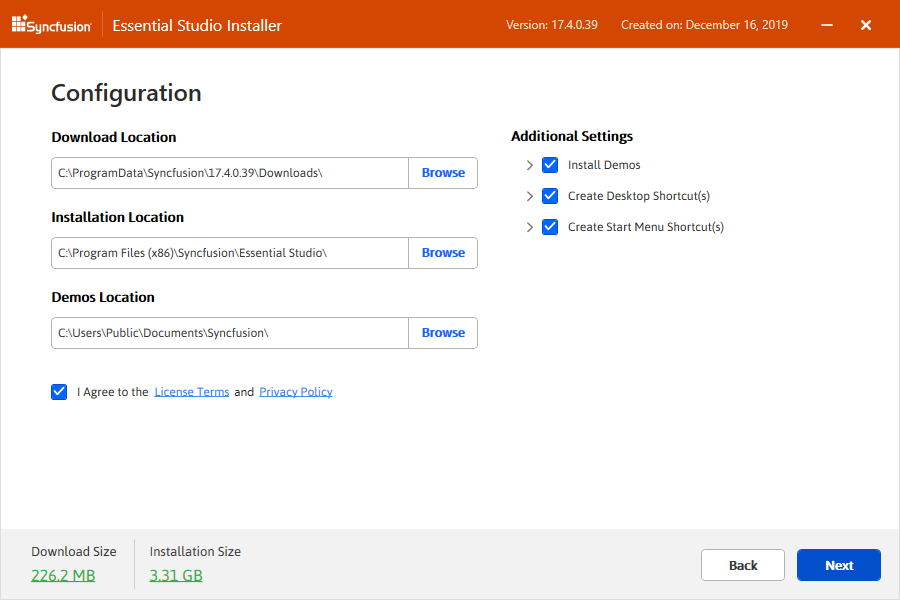 Syncfusion Essential Studio Installer Version: 17.4.0.39 Created on: December 16, 2019
Configuration
Download Location
C:\ProgramData\Syncfusion\17.4.0.39\Downloads\ Browse
Installation Location
C:\Program Files (x86)\Syncfusion\Essential Studio\ Browse
Demos Location
C:\Users\Public\Documents\Syncfusion\ Browse
I Agree to the License Terms and Privacy Policy
Additional Settings
Install Demos
Create Desktop Shortcut(s)
Create Start Menu Shortcut(s)
Download Size
226.2 MB
Installation Size
3.31 GB
Back
Next